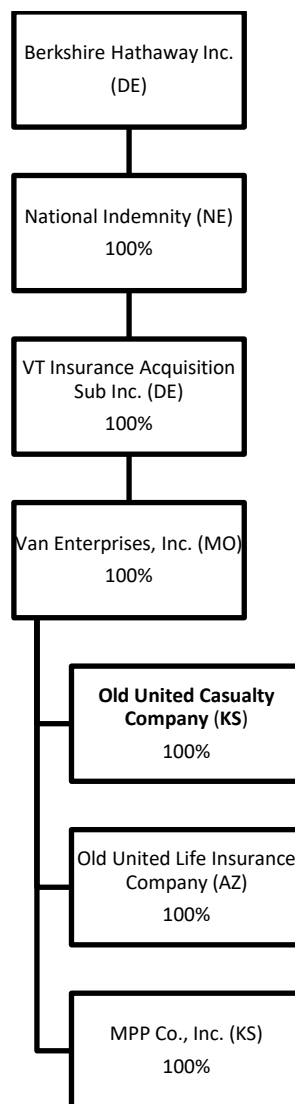 Berkshire Hathaway Inc.
(DE)
National Indemnity (NE)
100%
VT Insurance Acquisition
Sub Inc. (DE)
100%
Van Enterprises, Inc. (MO)
100%
Old United Casualty
Company (KS)
100%
Old United Life Insurance
Company (AZ)
100%
MPP Co., Inc. (KS)
100%